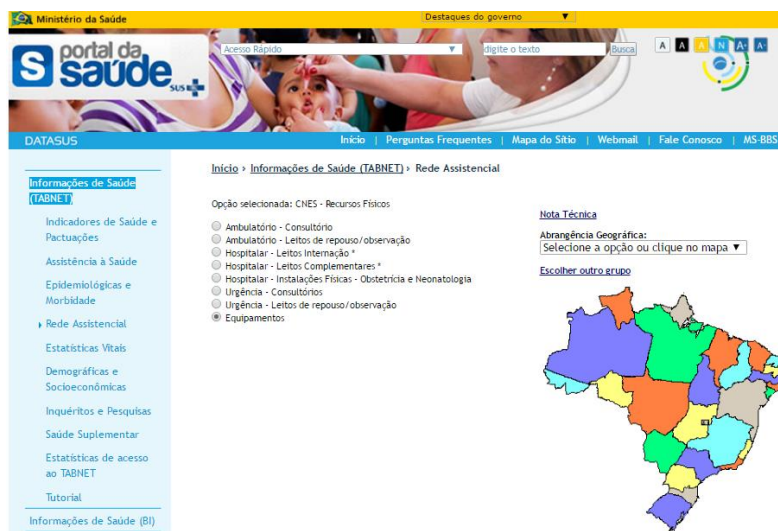 Ministério da Saúde
Destaques do governo ▼
portal da
saúde
SUS
Acesso Rápido ▼
digite o texto
Busca
A A A N A+ A-
DATASUS
Início | Perguntas Frequentes | Mapa do Sítio | Webmail | Fale Conosco | MS-BBS
Informações de Saúde
(TABNET)
Indicadores de Saúde e
Pactuações
Assistência à Saúde
Epidemiológicas e
Morbidade
Rede Assistencial
Estatísticas Vitais
Demográficas e
Socioeconômicas
Inquéritos e Pesquisas
Saúde Suplementar
Estatísticas de acesso
ao TABNET
Tutorial
Informações de Saúde (BI)
Início › Informações de Saúde (TABNET) › Rede Assistencial
Opção selecionada: CNES - Recursos Físicos
Ambulatório - Consultório
Ambulatório - Leitos de repouso/observação
Hospitalar - Leitos Internação *
Hospitalar - Leitos Complementares *
Hospitalar - Instalações Físicas - Obstetrícia e Neonatologia
Urgência - Consultórios
Urgência - Leitos de repouso/observação
Equipamentos
Nota Técnica
Abrangência Geográfica:
Selecione a opção ou clique no mapa ▼
Escolher outro grupo